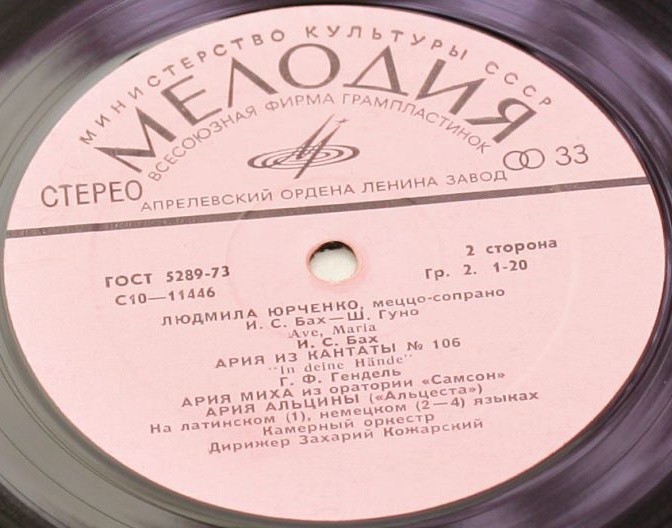 МИНИСТЕРСТВО КУЛЬТУРЫ СССР
МЕЛОДИЯ
ВСЕСОЮЗНАЯ ФИРМА ГРАМПЛАСТИНОК
СТЕРЕО
АПРЕЛЕВСКИЙ ОРДЕНА ЛЕНИНА ЗАВОД
33
ГОСТ 5289-73
2 сторона
С10—11446
Гр. 2. 1-20
ЛЮДМИЛА ЮРЧЕНКО, меццо-сопрано
И. С. Бах—Ш. Гуно
Ave, Maria
И. С. Бах
АРИЯ ИЗ КАНТАТЫ № 106
"In deine Hände"
Г. Ф. Гендель
АРИЯ МИХА из оратории «Самсон»
АРИЯ АЛЬЦИНЫ («Альцеста»)
На латинском (1), немецком (2—4) языках
Камерный оркестр
Дирижер Захарий Кожарский